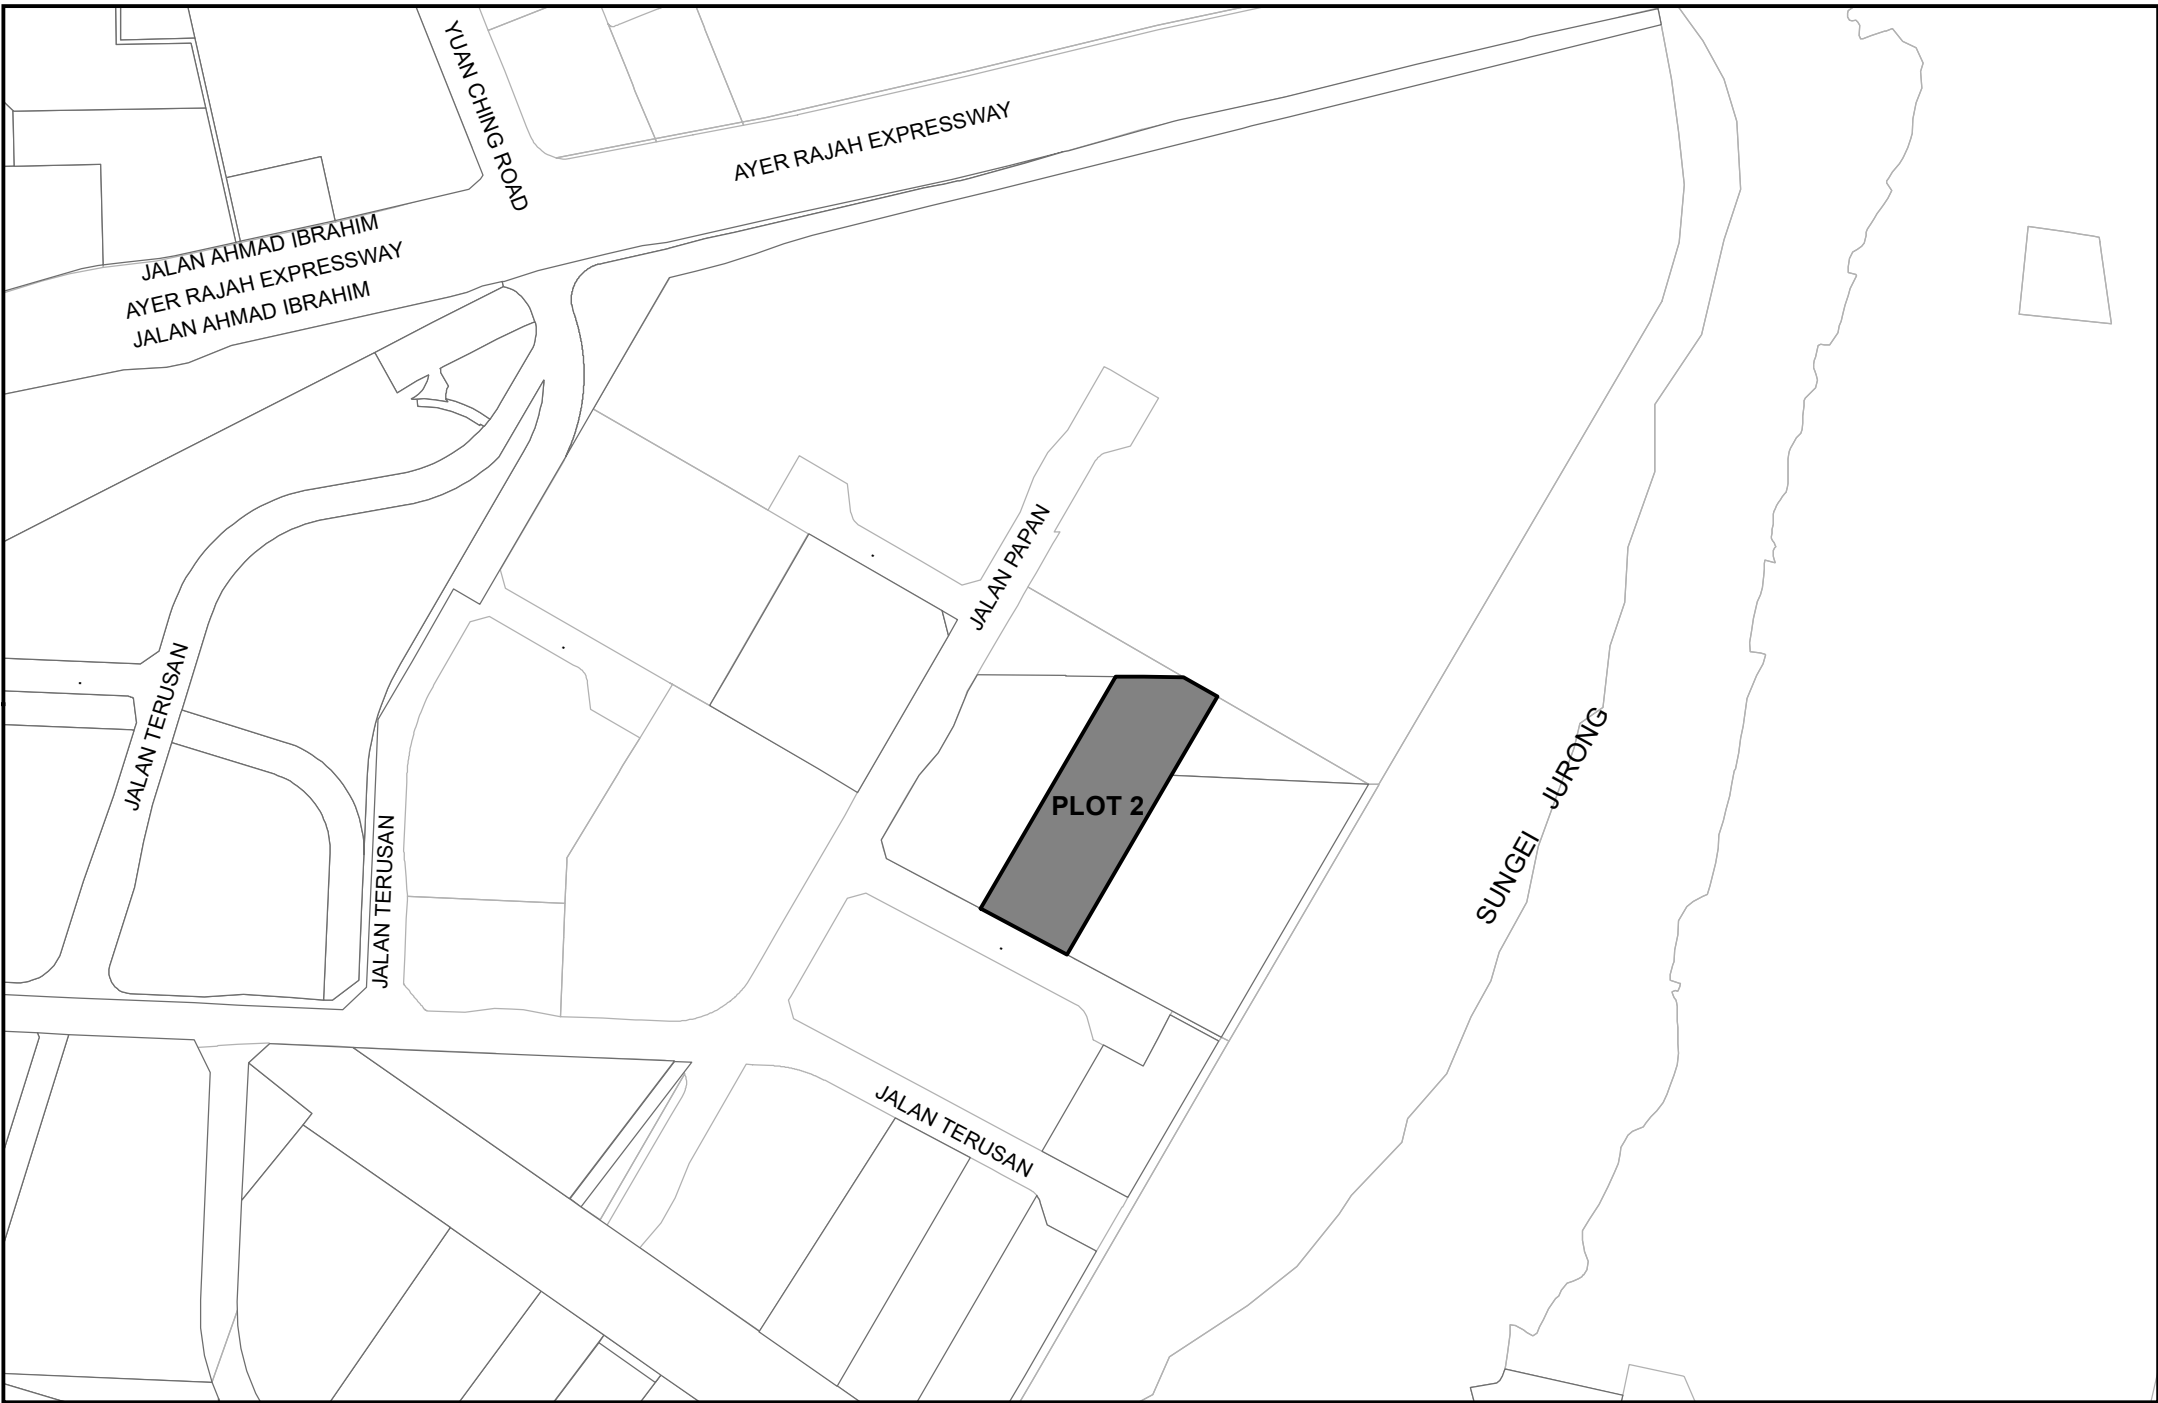 YUAN CHING ROAD
AYER RAJAH EXPRESSWAY
JALAN AHMAD IBRAHIM
AYER RAJAH EXPRESSWAY
JALAN AHMAD IBRAHIM
JALAN PAPAN
JALAN TERUSAN
PLOT 2
SUNGEI JURONG
JALAN TERUSAN
JALAN TERUSAN